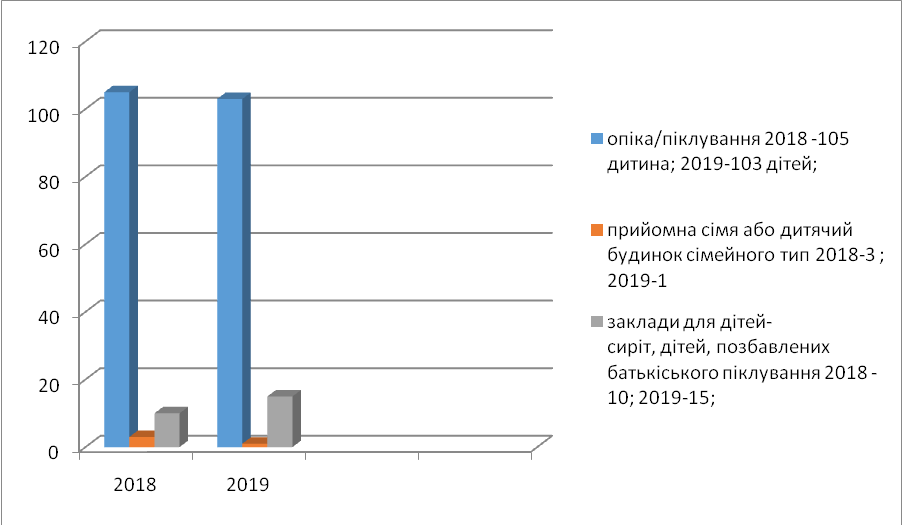 120
100
80
60
40
20
0
2018
2019
опіка/піклування 2018 -105
дитина; 2019-103 дітей;
прийомна сімя або дитячий
будинок сімейного тип 2018-3 ;
2019-1
заклади для дітей-
сиріт, дітей, позбавлених
батькіського піклування 2018 -
10; 2019-15;